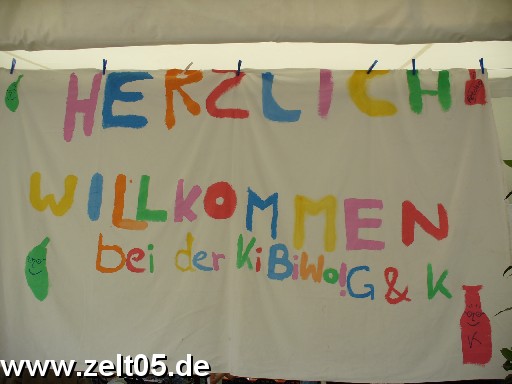 HERZLICH
WILLKOMMEN
bei der KiBiWo! G & K
K
www.zelt05.de